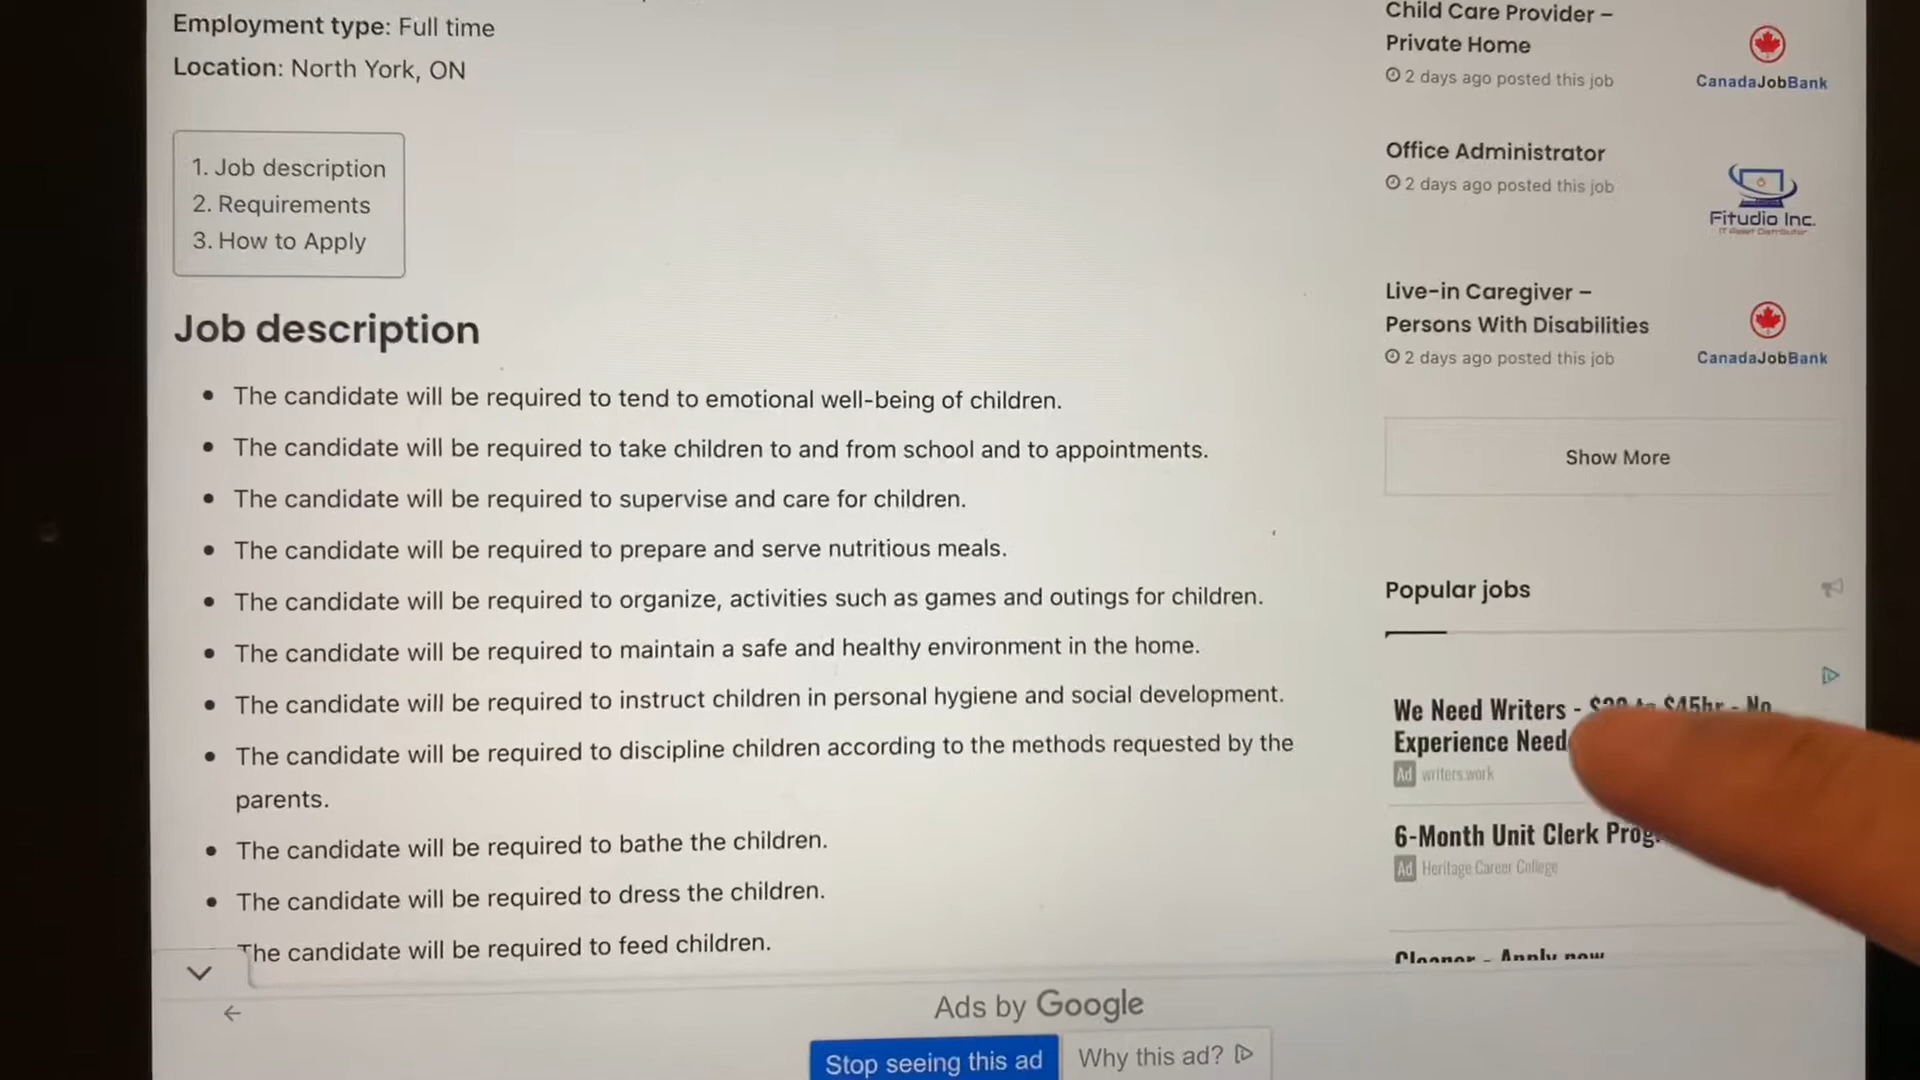 Employment type: Full time
Location: North York, ON
1. Job description
2. Requirements
3. How to Apply
Job description
• The candidate will be required to tend to emotional well-being of children.
• The candidate will be required to take children to and from school and to appointments.
• The candidate will be required to supervise and care for children.
• The candidate will be required to prepare and serve nutritious meals.
• The candidate will be required to organize, activities such as games and outings for children.
• The candidate will be required to maintain a safe and healthy environment in the home.
• The candidate will be required to instruct children in personal hygiene and social development.
• The candidate will be required to discipline children according to the methods requested by the
parents.
• The candidate will be required to bathe the children.
• The candidate will be required to dress the children.
The candidate will be required to feed children.
Child Care Provider –
Private Home
2 days ago posted this job
CanadaJobBank
Office Administrator
2 days ago posted this job
Fitudio Inc.
IT Asset Distributor
Live-in Caregiver –
Persons With Disabilities
2 days ago posted this job
CanadaJobBank
Show More
Popular jobs
We Need Writers - to $45hr - No
Experience Need
Ad writers.work
6-Month Unit Clerk
Ad Heritage Career College
Cleaner - Apply now
Ads by Google
Stop seeing this ad
Why this ad?